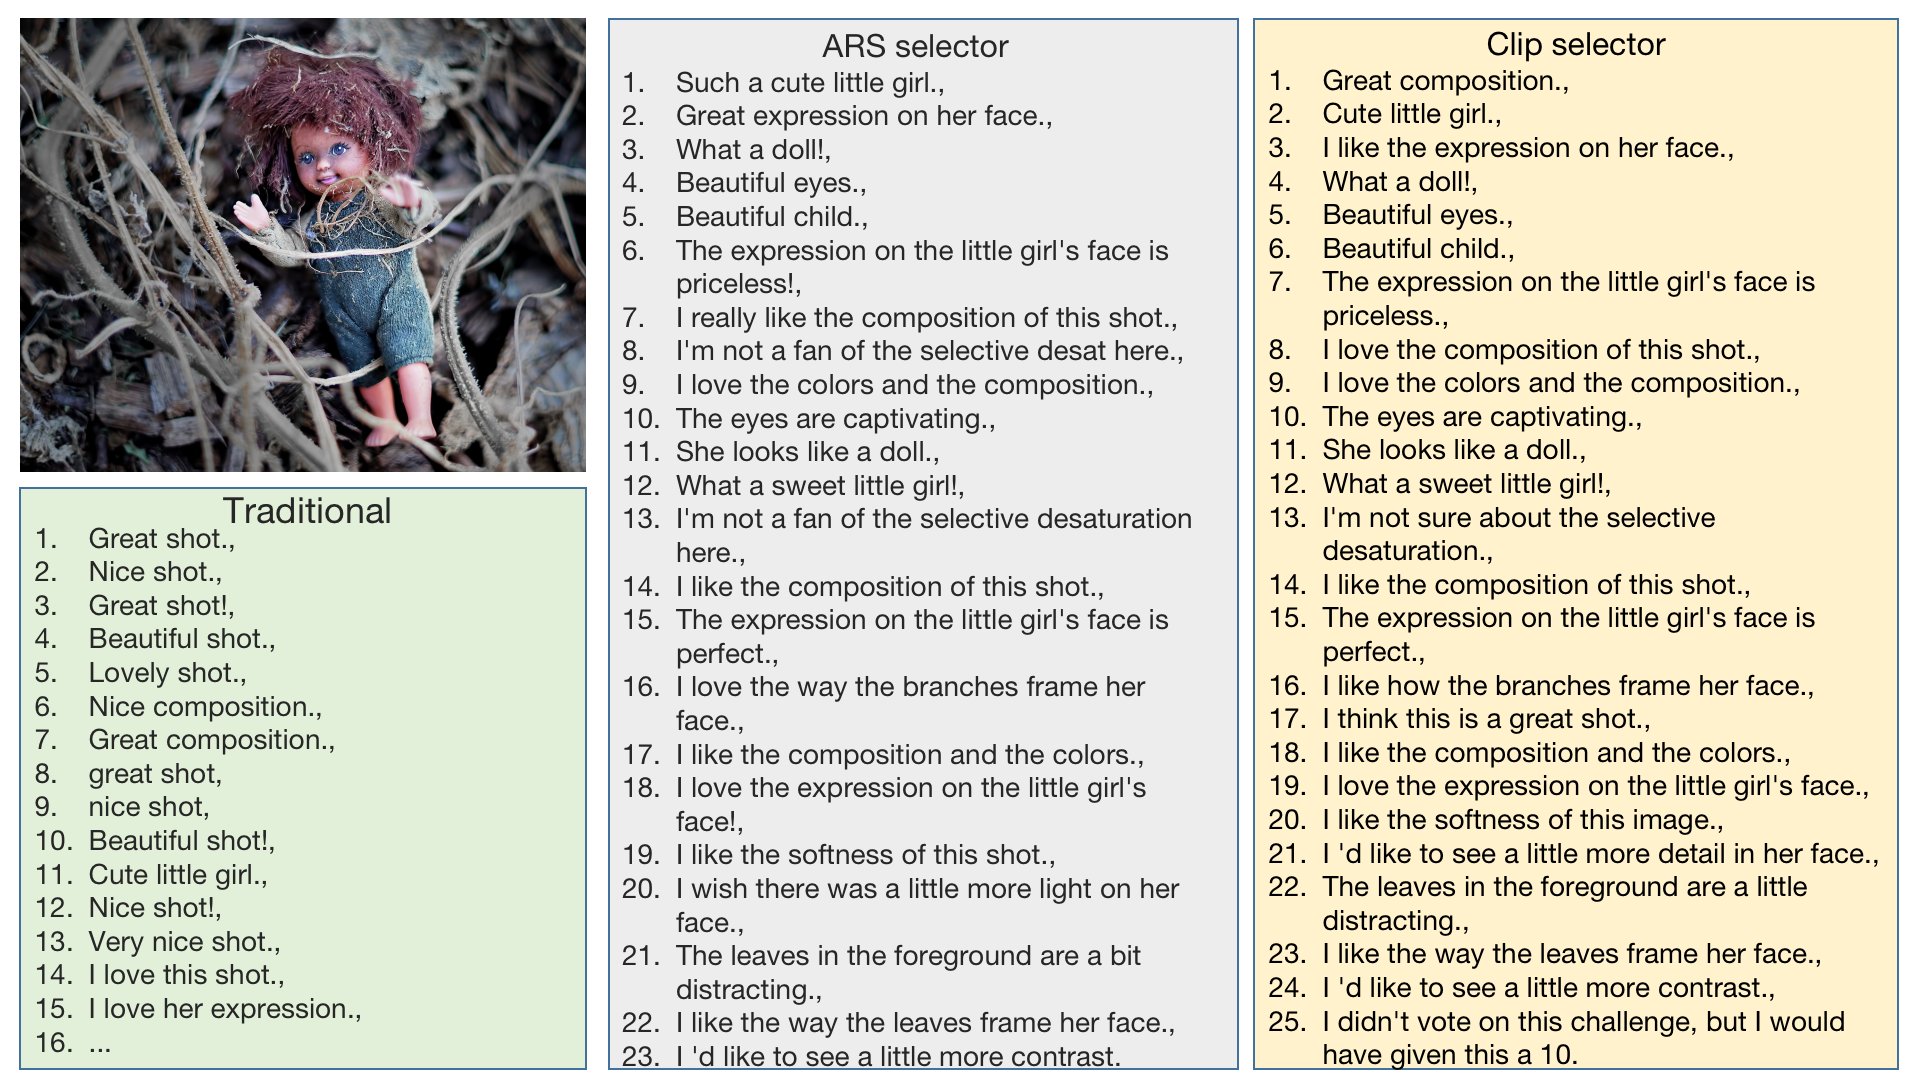 Traditional
1. Great shot.,
2. Nice shot.,
3. Great shot!,
4. Beautiful shot.,
5. Lovely shot.,
6. Nice composition.,
7. Great composition.,
8. great shot,
9. nice shot,
10. Beautiful shot!,
11. Cute little girl.,
12. Nice shot!,
13. Very nice shot.,
14. I love this shot.,
15. I love her expression.,
16. ...
ARS selector
1. Such a cute little girl.,
2. Great expression on her face.,
3. What a doll!,
4. Beautiful eyes.,
5. Beautiful child.,
6. The expression on the little girl's face is
priceless!,
7. I really like the composition of this shot.,
8. I'm not a fan of the selective desat here.,
9. I love the colors and the composition.,
10. The eyes are captivating.,
11. She looks like a doll.,
12. What a sweet little girl!,
13. I'm not a fan of the selective desaturation
here.,
14. I like the composition of this shot.,
15. The expression on the little girl's face is
perfect.,
16. I love the way the branches frame her
face.,
17. I like the composition and the colors.,
18. I love the expression on the little girl's
face!,
19. I like the softness of this shot.,
20. I wish there was a little more light on her
face.,
21. The leaves in the foreground are a bit
distracting.,
22. I like the way the leaves frame her face.,
23. I 'd like to see a little more contrast.
Clip selector
1. Great composition.,
2. Cute little girl.,
3. I like the expression on her face.,
4. What a doll!,
5. Beautiful eyes.,
6. Beautiful child.,
7. The expression on the little girl's face is
priceless.,
8. I love the composition of this shot.,
9. I love the colors and the composition.,
10. The eyes are captivating.,
11. She looks like a doll.,
12. What a sweet little girl!,
13. I'm not sure about the selective
desaturation.,
14. I like the composition of this shot.,
15. The expression on the little girl's face is
perfect.,
16. I like how the branches frame her face.,
17. I think this is a great shot.,
18. I like the composition and the colors.,
19. I love the expression on the little girl's face.,
20. I like the softness of this image.,
21. I 'd like to see a little more detail in her face.,
22. The leaves in the foreground are a little
distracting.,
23. I like the way the leaves frame her face.,
24. I 'd like to see a little more contrast.,
25. I didn't vote on this challenge, but I would
have given this a 10.